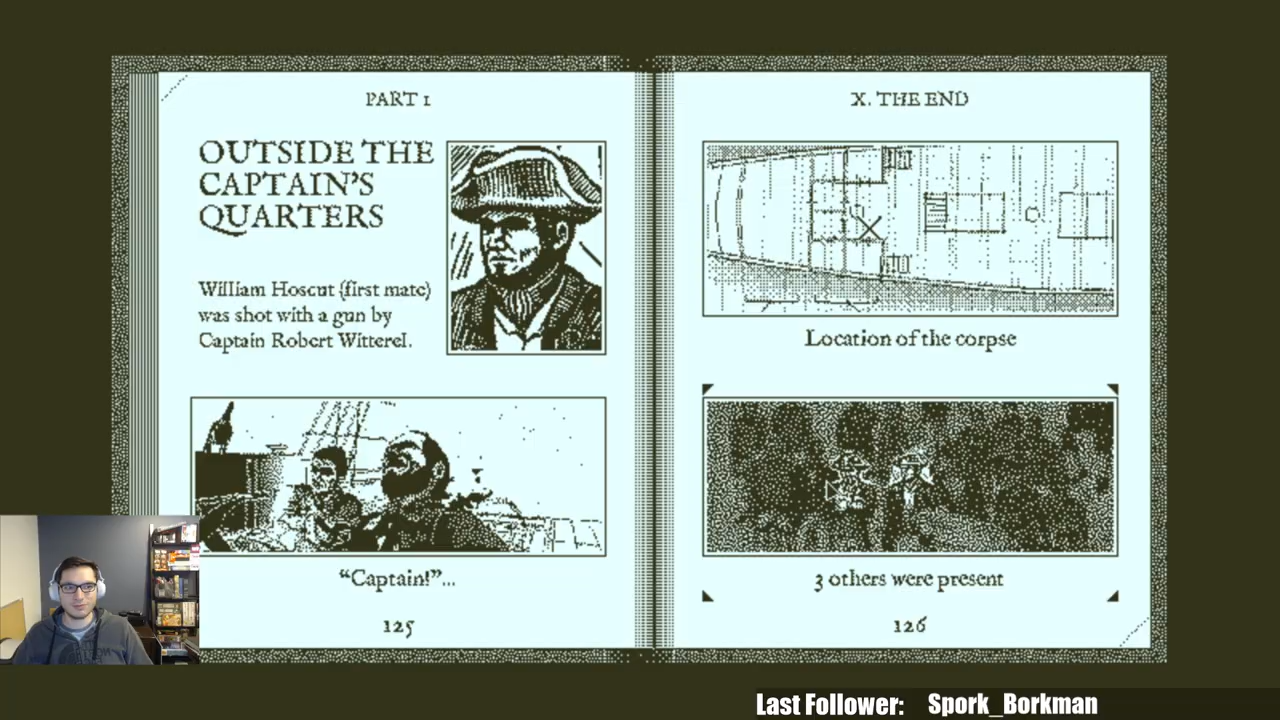 PART 1
OUTSIDE THE
CAPTAIN'S
QUARTERS
William Hoscut (first mate)
was shot with a gun by
Captain Robert Witterel.
"Captain!"...
125
X. THE END
Location of the corpse
3 others were present
126
Last Follower: Spork_Borkman